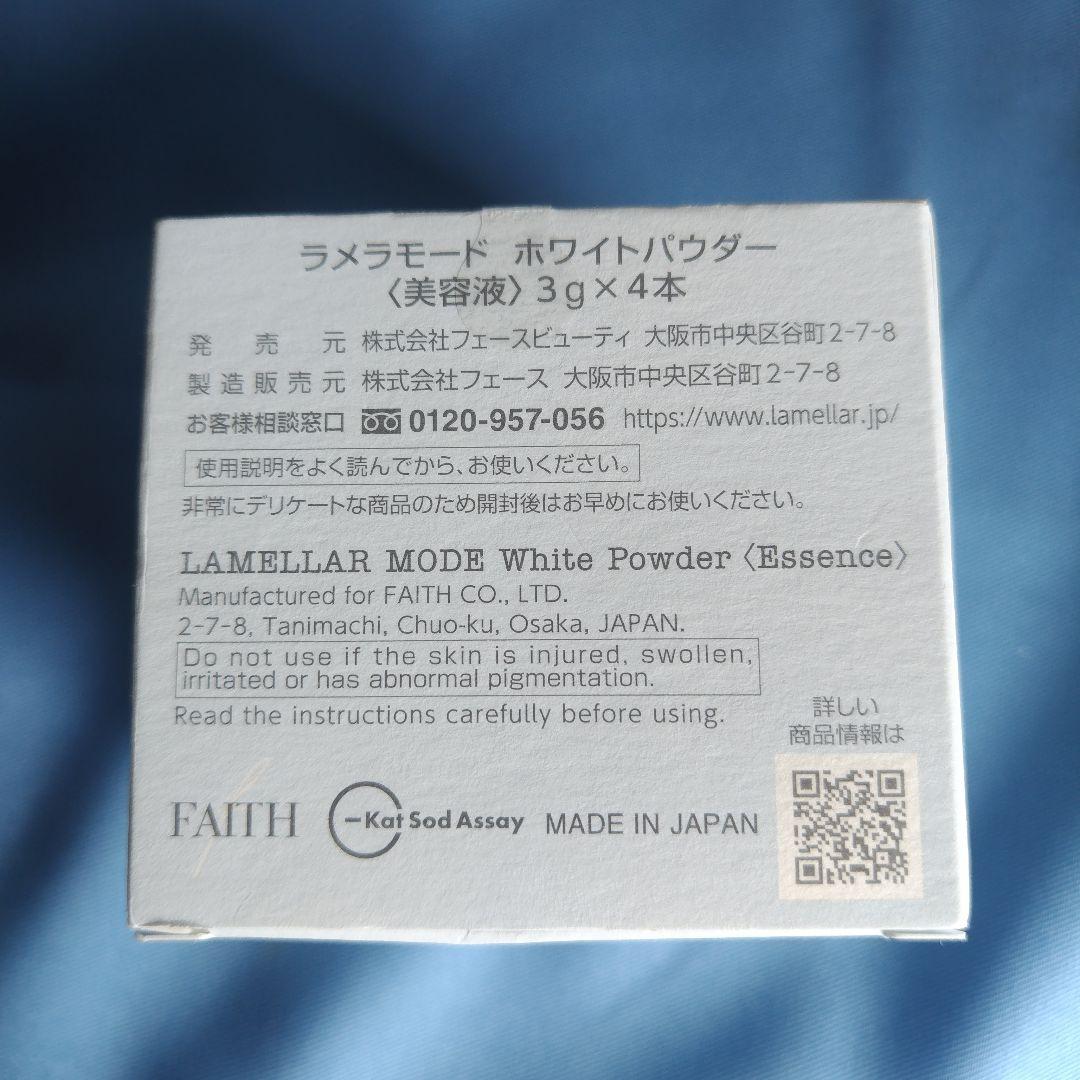 ラメラモード ホワイトパウダー
〈美容液〉3g×4本
発売元 株式会社フェースビューティ 大阪市中央区谷町2-7-8
製造販売元 株式会社フェース 大阪市中央区谷町2-7-8
お客様相談窓口 0120-957-056 https://www.lamellar.jp/
使用説明をよく読んでから、お使いください。
非常にデリケートな商品のため開封後はお早めにお使いください。
LAMELLAR MODE White Powder〈Essence〉
Manufactured for FAITH CO., LTD.
2-7-8, Tanimachi, Chuo-ku, Osaka, JAPAN.
Do not use if the skin is injured, swollen,
irritated or has abnormal pigmentation.
Read the instructions carefully before using.
詳しい
商品情報は
FAITH Kat Sod Assay MADE IN JAPAN